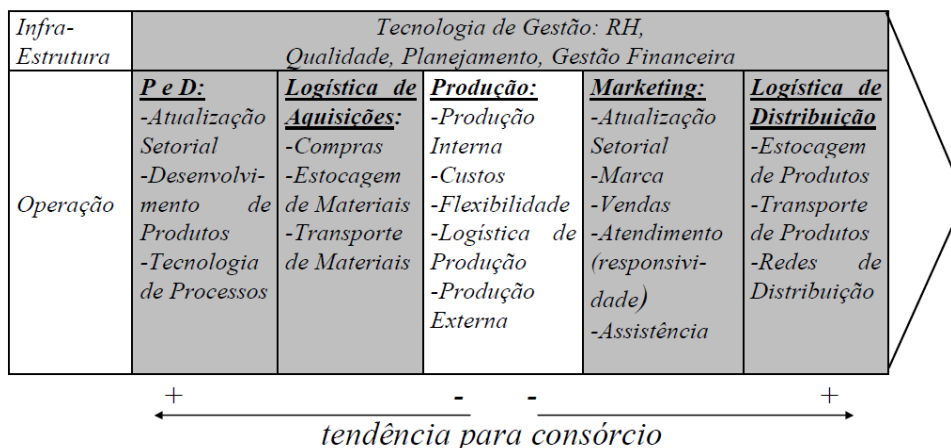 Infra-
Estrutura
Tecnologia de Gestão: RH,
Qualidade, Planejamento, Gestão Financeira
Operação
P e D:
-Atualização
Setorial
-Desenvolvi-
mento de
Produtos
-Tecnologia
de Processos
Logística de
Aquisições:
-Compras
-Estocagem
de Materiais
-Transporte
de Materiais
Produção:
-Produção
Interna
-Custos
-Flexibilidade
-Logística de
Produção
-Produção
Externa
Marketing:
-Atualização
Setorial
-Marca
-Vendas
-Atendimento
(responsivi-
dade)
-Assistência
Logística de
Distribuição
-Estocagem
de Produtos
-Transporte
de Produtos
-Redes de
Distribuição
+ - - +
tendência para consórcio